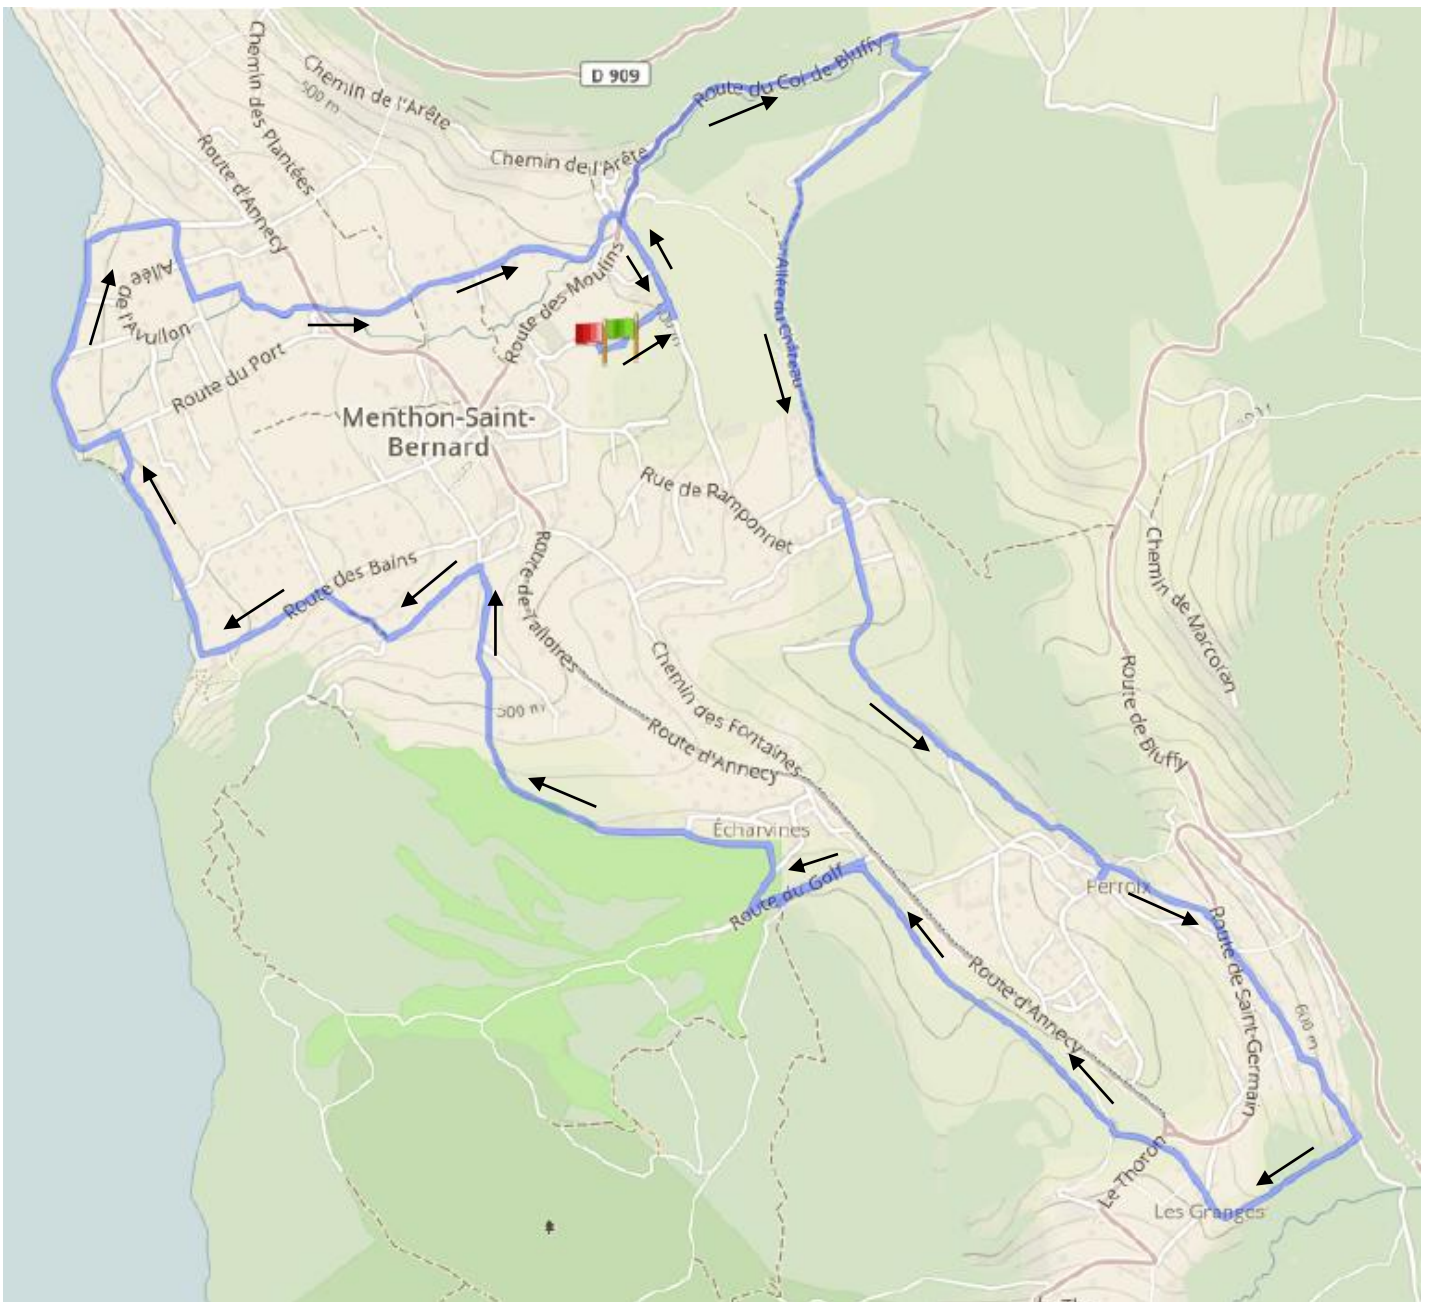 D 909
Route du Col de Bluffy
Chemin des Plantées
Chemin de l'Arête
500 m
Route d'Annecy
Chemin de l'Arête
Allée
de l'Avullon
Route des Moulins
Allée du Château
Route du Port
Menthon-Saint-
Bernard
Rue de Ramponnet
Route des Bains
Route de Talloires
Chemin de Marcoran
Chemin des Fontaines
Route de Bluffy
500 m
Route d'Annecy
Écharvines
Route du Golf
Perroix
Route de Saint-Germain
Route d'Annecy
600 m
Le Thoron
Les Granges